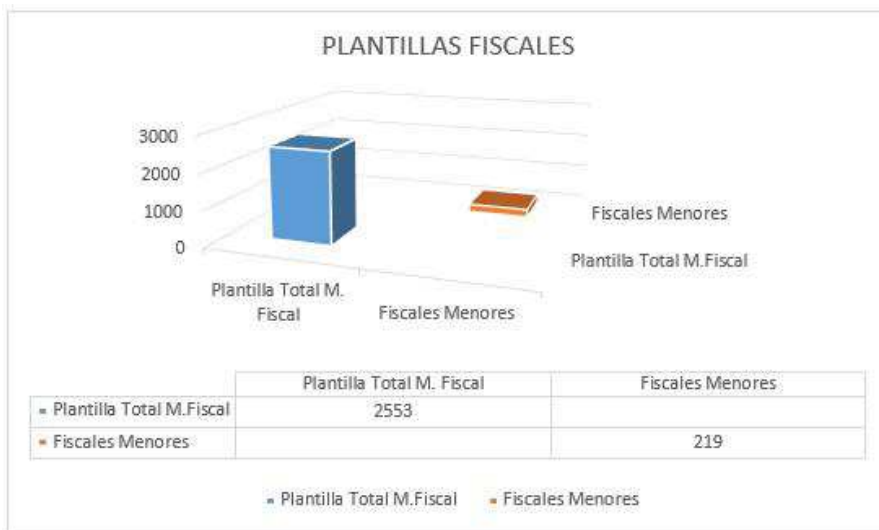 PLANTILLAS FISCALES
3000
2000
1000
0
Fiscales Menores
Plantilla Total M.Fiscal
Plantilla Total M.
Fiscal
Fiscales Menores
Plantilla Total M. Fiscal Fiscales Menores
Plantilla Total M.Fiscal 2553
Fiscales Menores 219
Plantilla Total M.Fiscal Fiscales Menores